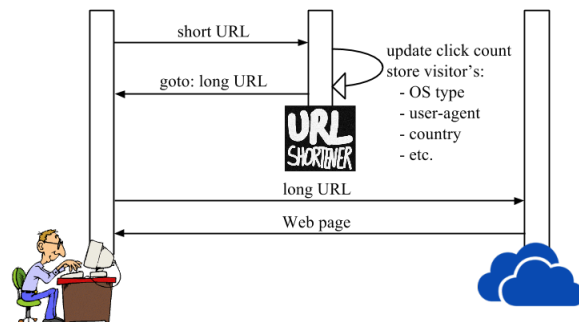 short URL
update click count
store visitor's:
- OS type
- user-agent
- country
- etc.
goto: long URL
URL
SHORTENER
long URL
Web page